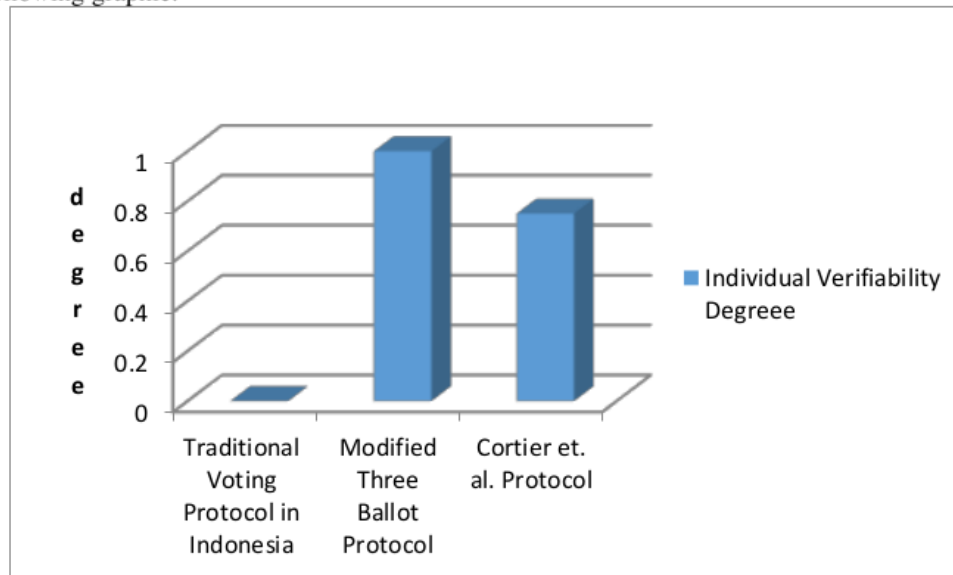 1
0.8
0.6
0.4
0.2
0
d
e
g
r
e
e
Traditional
Voting
Protocol in
Indonesia
Modified
Three
Ballot
Protocol
Cortier et.
al. Protocol
Individual Verifiability
Degreee